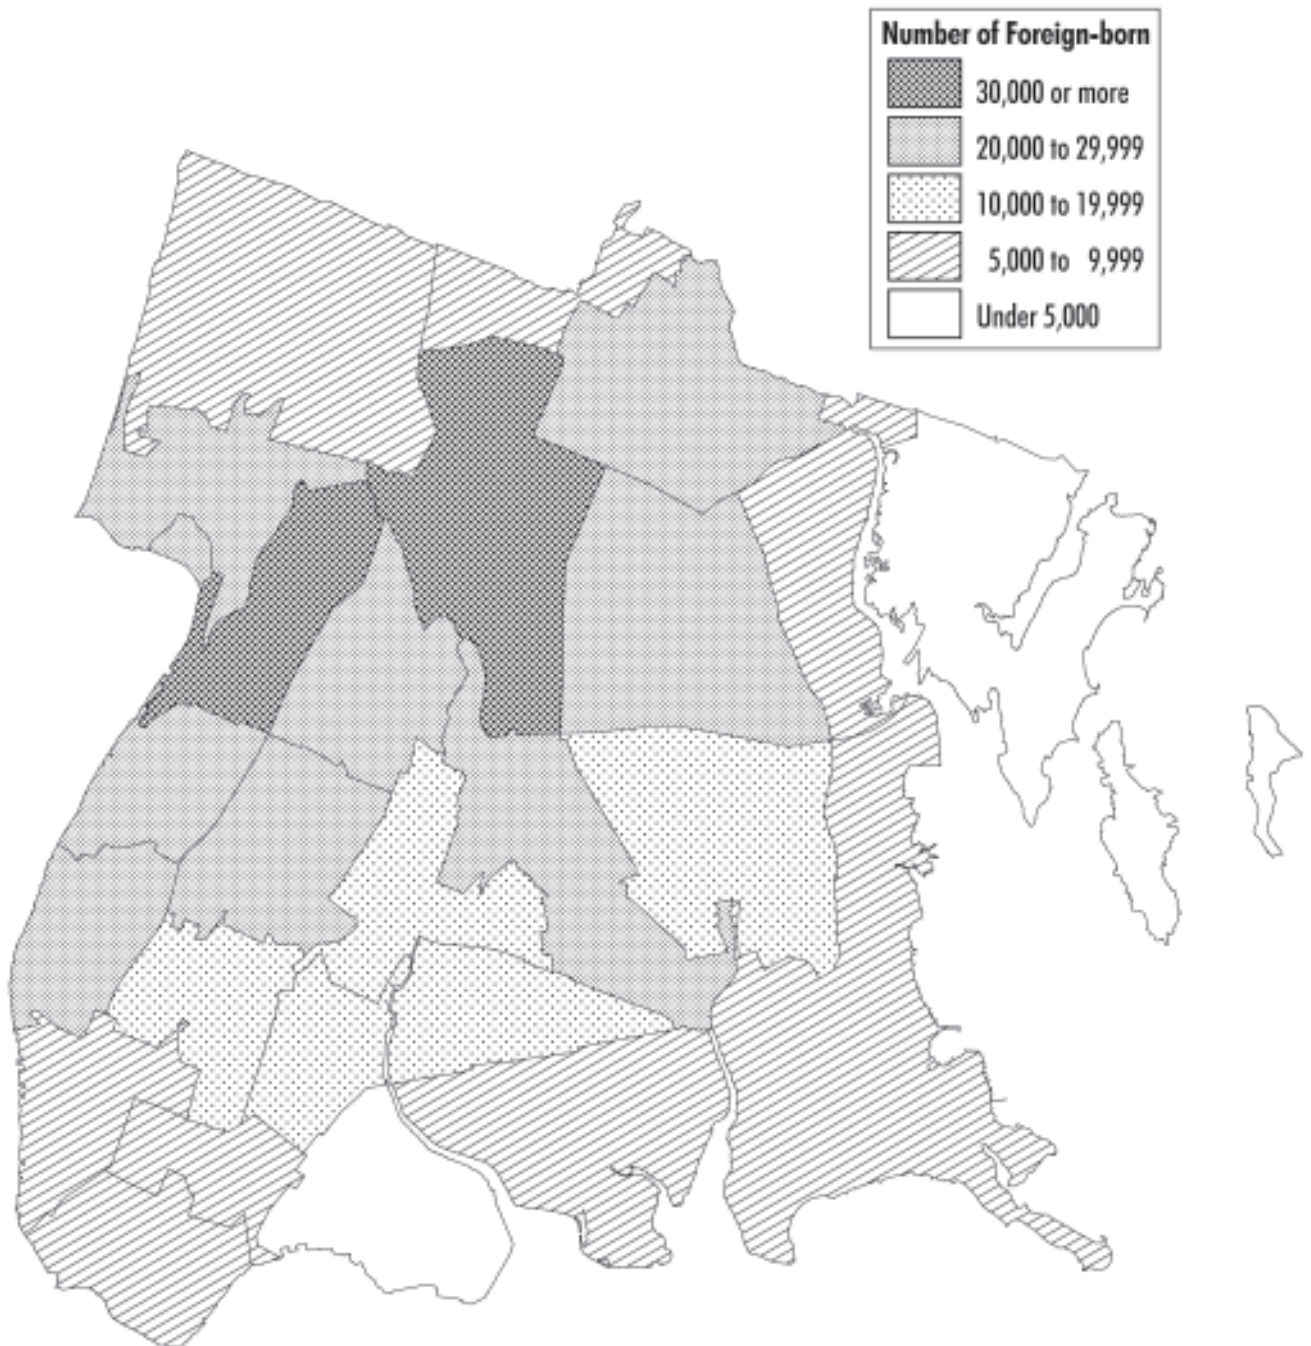 Number of Foreign-born
30,000 or more
20,000 to 29,999
10,000 to 19,999
5,000 to 9,999
Under 5,000